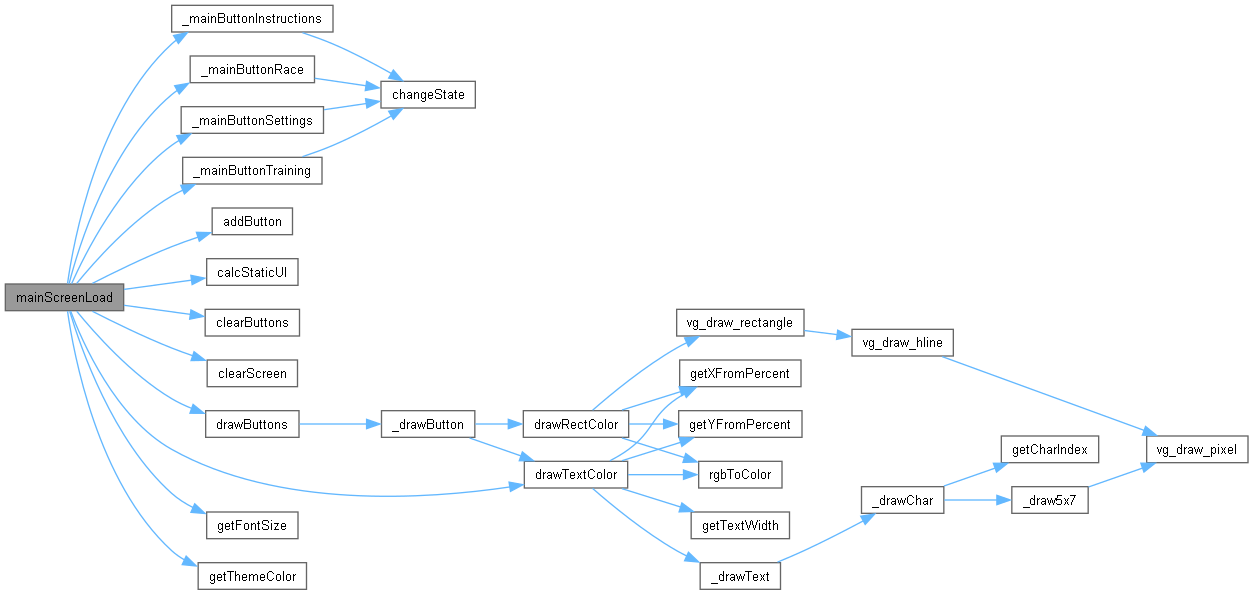 _mainButtonInstructions
_mainButtonRace
changeState
_mainButtonSettings
_mainButtonTraining
addButton
calcStaticUI
mainScreenLoad
clearButtons
vg_draw_rectangle
vg_draw_hline
clearScreen
getXFromPercent
drawButtons
_drawButton
drawRectColor
getYFromPercent
getCharIndex
vg_draw_pixel
drawTextColor
rgbToColor
_drawChar
_draw5x7
getFontSize
getTextWidth
getThemeColor
_drawText